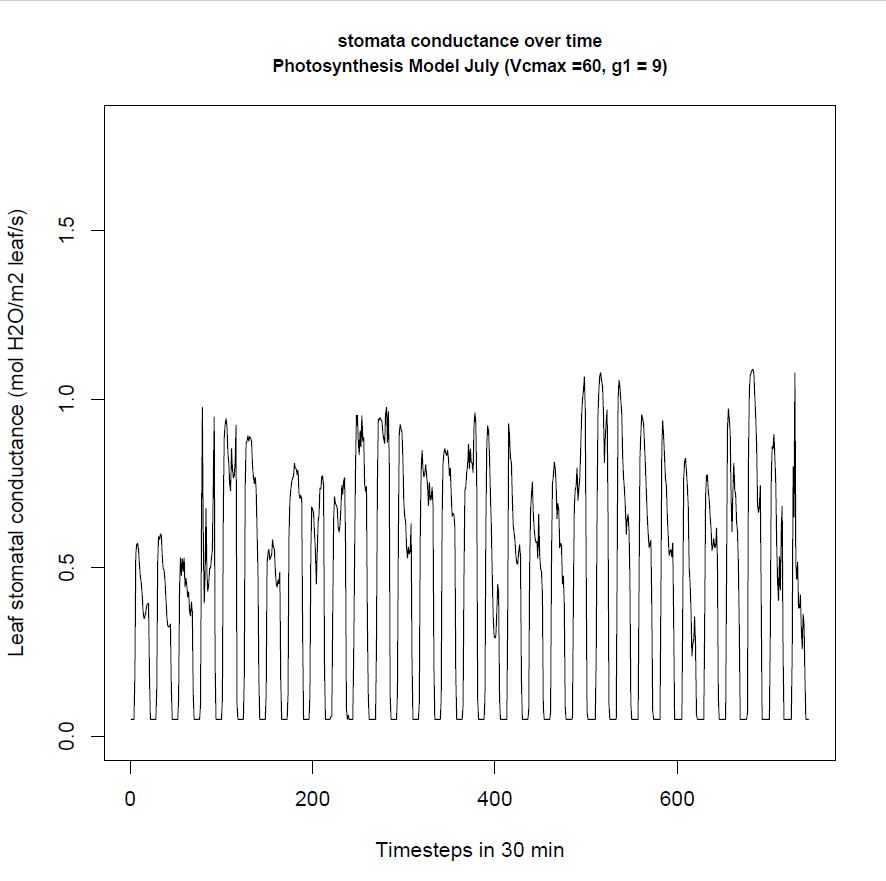 stomata conductance over time
Photosynthesis Model July (Vcmax =60, g1 = 9)
Leaf stomatal conductance (mol H2O/m2 leaf/s)
1.5
1.0
0.5
0.0
0 200 400 600
Timesteps in 30 min